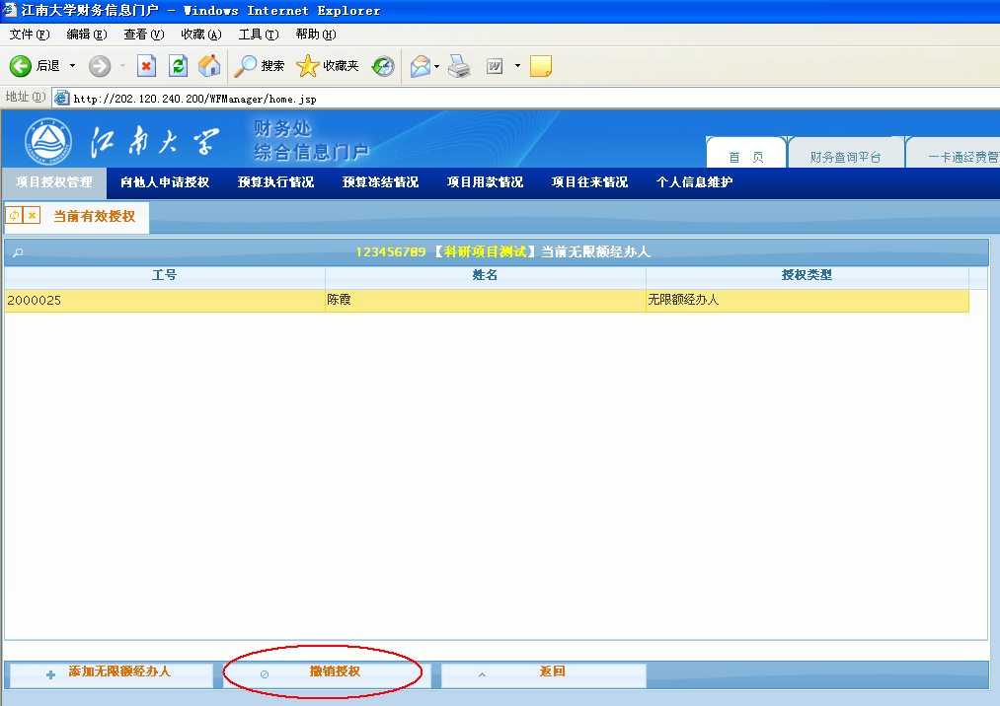 江南大学财务信息门户 - Windows Internet Explorer
文件(F) 编辑(E) 查看(V) 收藏(A) 工具(T) 帮助(H)
后退 搜索 收藏夹 W
地址(D) http://202.120.240.200/WFManager/home.jsp
江南大学 财务处
综合信息门户
首 页 财务查询平台 一卡通经费管
项目授权管理 向他人申请授权 预算执行情况 预算冻结情况 项目用款情况 项目往来情况 个人信息维护
当前有效授权
123456789 【科研项目测试】当前无限额经办人
工号 姓名 授权类型
2000025 陈霞 无限额经办人
添加无限额经办人 撤销授权 返回